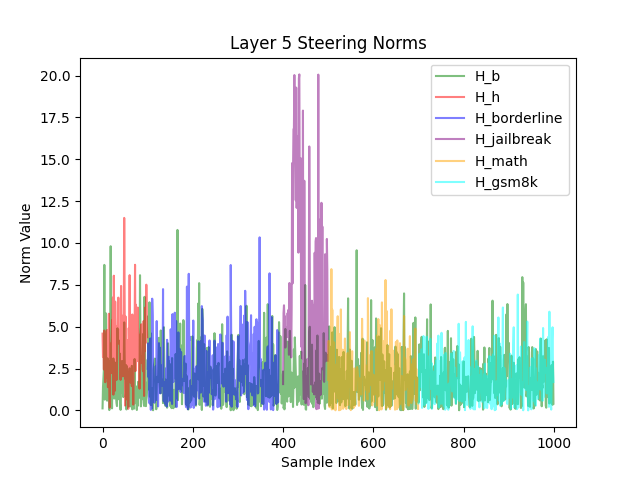 Layer 5 Steering Norms
20.0
17.5
15.0
12.5
10.0
7.5
5.0
2.5
0.0
Norm Value
H_b
H_h
H_borderline
H_jailbreak
H_math
H_gsm8k
0 200 400 600 800 1000
Sample Index